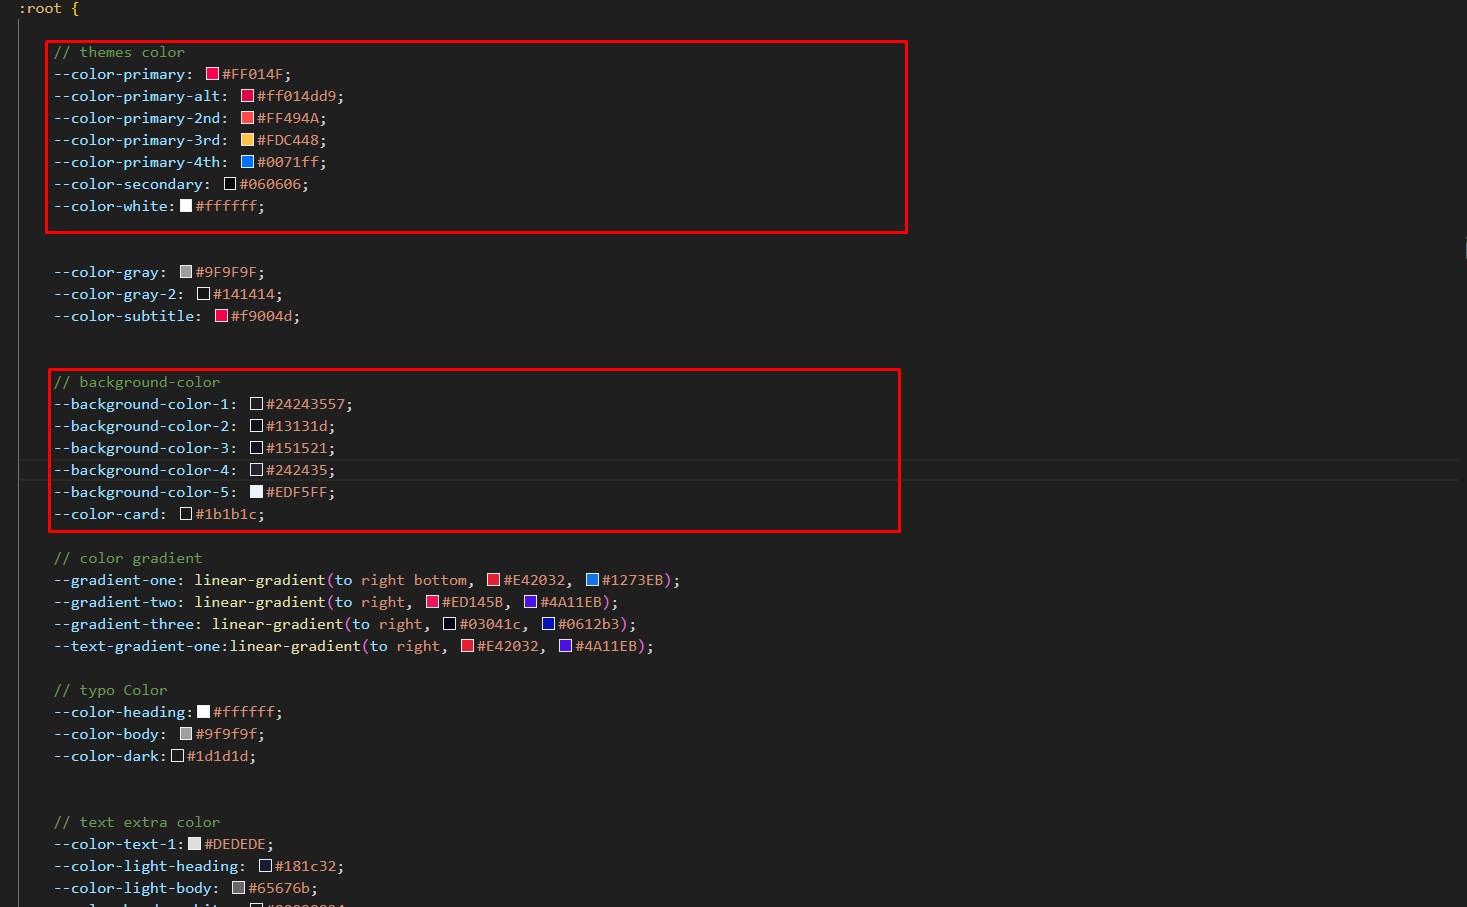 :root {
// themes color
--color-primary: #FF014F;
--color-primary-alt: #ff014dd9;
--color-primary-2nd: #FF494A;
--color-primary-3rd: #FDC448;
--color-primary-4th: #0071ff;
--color-secondary: #060606;
--color-white: #ffffff;
--color-gray: #9F9F9F;
--color-gray-2: #141414;
--color-subtitle: #f9004d;
// background-color
--background-color-1: #24243557;
--background-color-2: #13131d;
--background-color-3: #151521;
--background-color-4: #242435;
--background-color-5: #EDF5FF;
--color-card: #1b1b1c;
// color gradient
--gradient-one: linear-gradient(to right bottom, #E42032, #1273EB);
--gradient-two: linear-gradient(to right, #ED145B, #4A11EB);
--gradient-three: linear-gradient(to right, #03041c, #0612b3);
--text-gradient-one:linear-gradient(to right, #E42032, #4A11EB);
// typo Color
--color-heading: #ffffff;
--color-body: #9f9f9f;
--color-dark: #1d1d1d;
// text extra color
--color-text-1: #DEDEDE;
--color-light-heading: #181c32;
--color-light-body: #65676b;